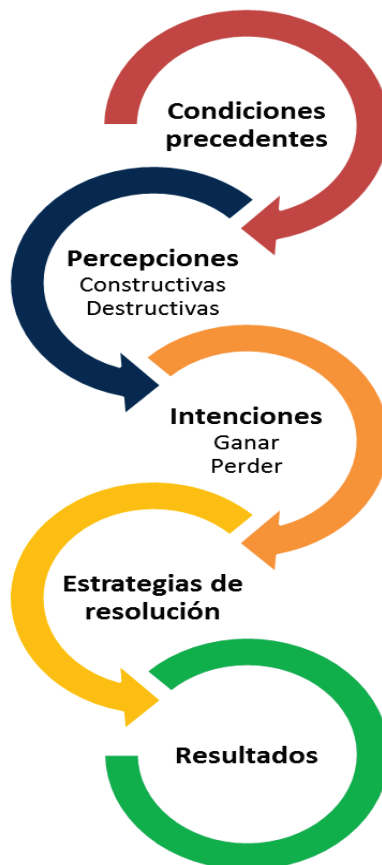 Condiciones
precedentes
Percepciones
Constructivas
Destructivas
Intenciones
Ganar
Perder
Estrategias de
resolución
Resultados